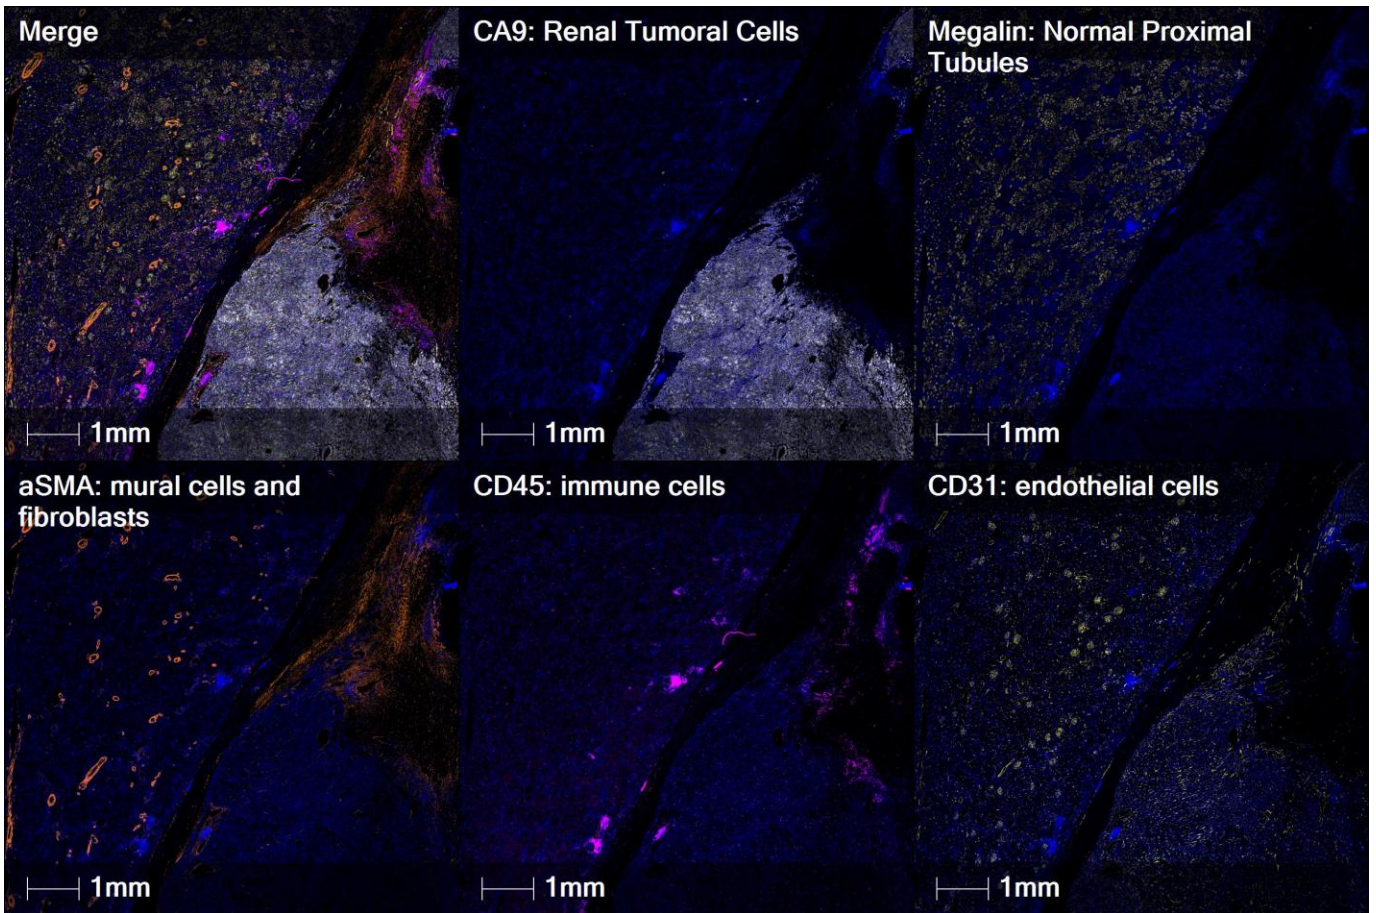 Merge
CA9: Renal Tumoral Cells
Megalin: Normal Proximal
Tubules
1mm
1mm
1mm
aSMA: mural cells and
fibroblasts
CD45: immune cells
CD31: endothelial cells
1mm
1mm
1mm